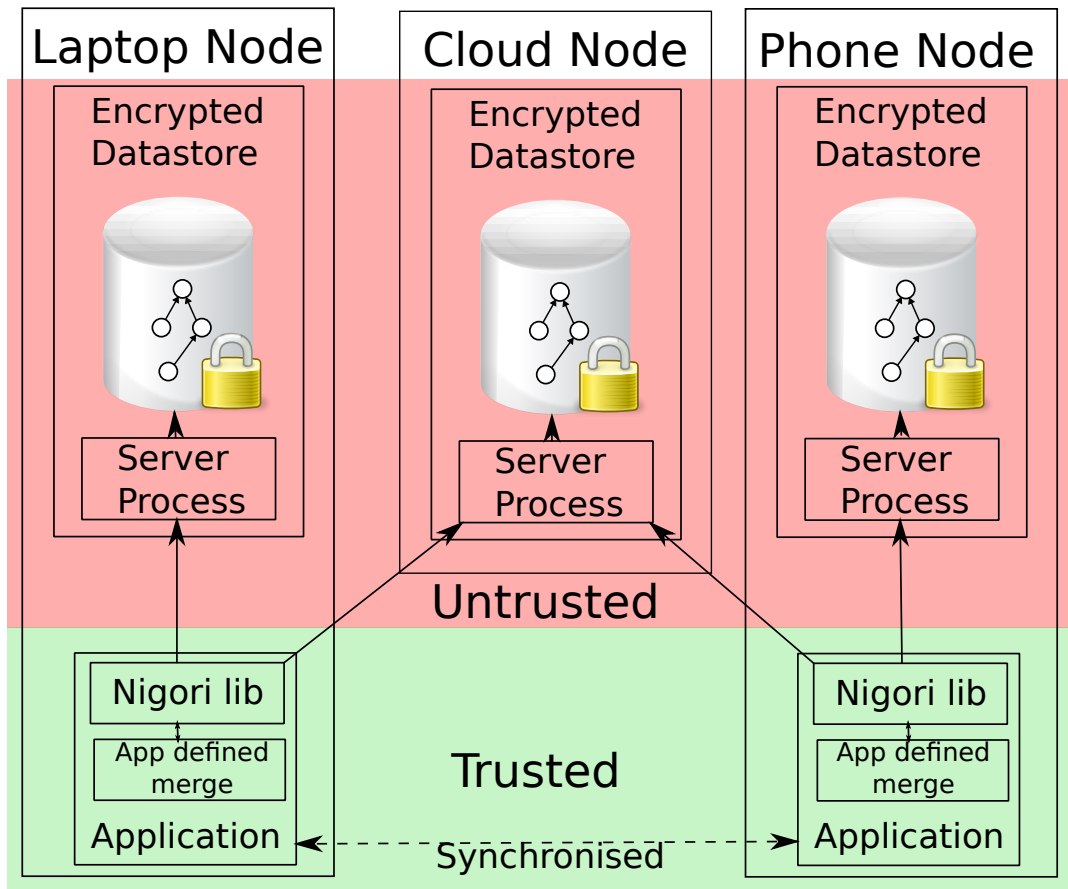 Laptop Node
Cloud Node
Phone Node
Encrypted
Datastore
Encrypted
Datastore
Encrypted
Datastore
Server
Process
Server
Process
Server
Process
Untrusted
Nigori lib
Nigori lib
App defined
merge
App defined
merge
Trusted
Application
Application
Synchronised